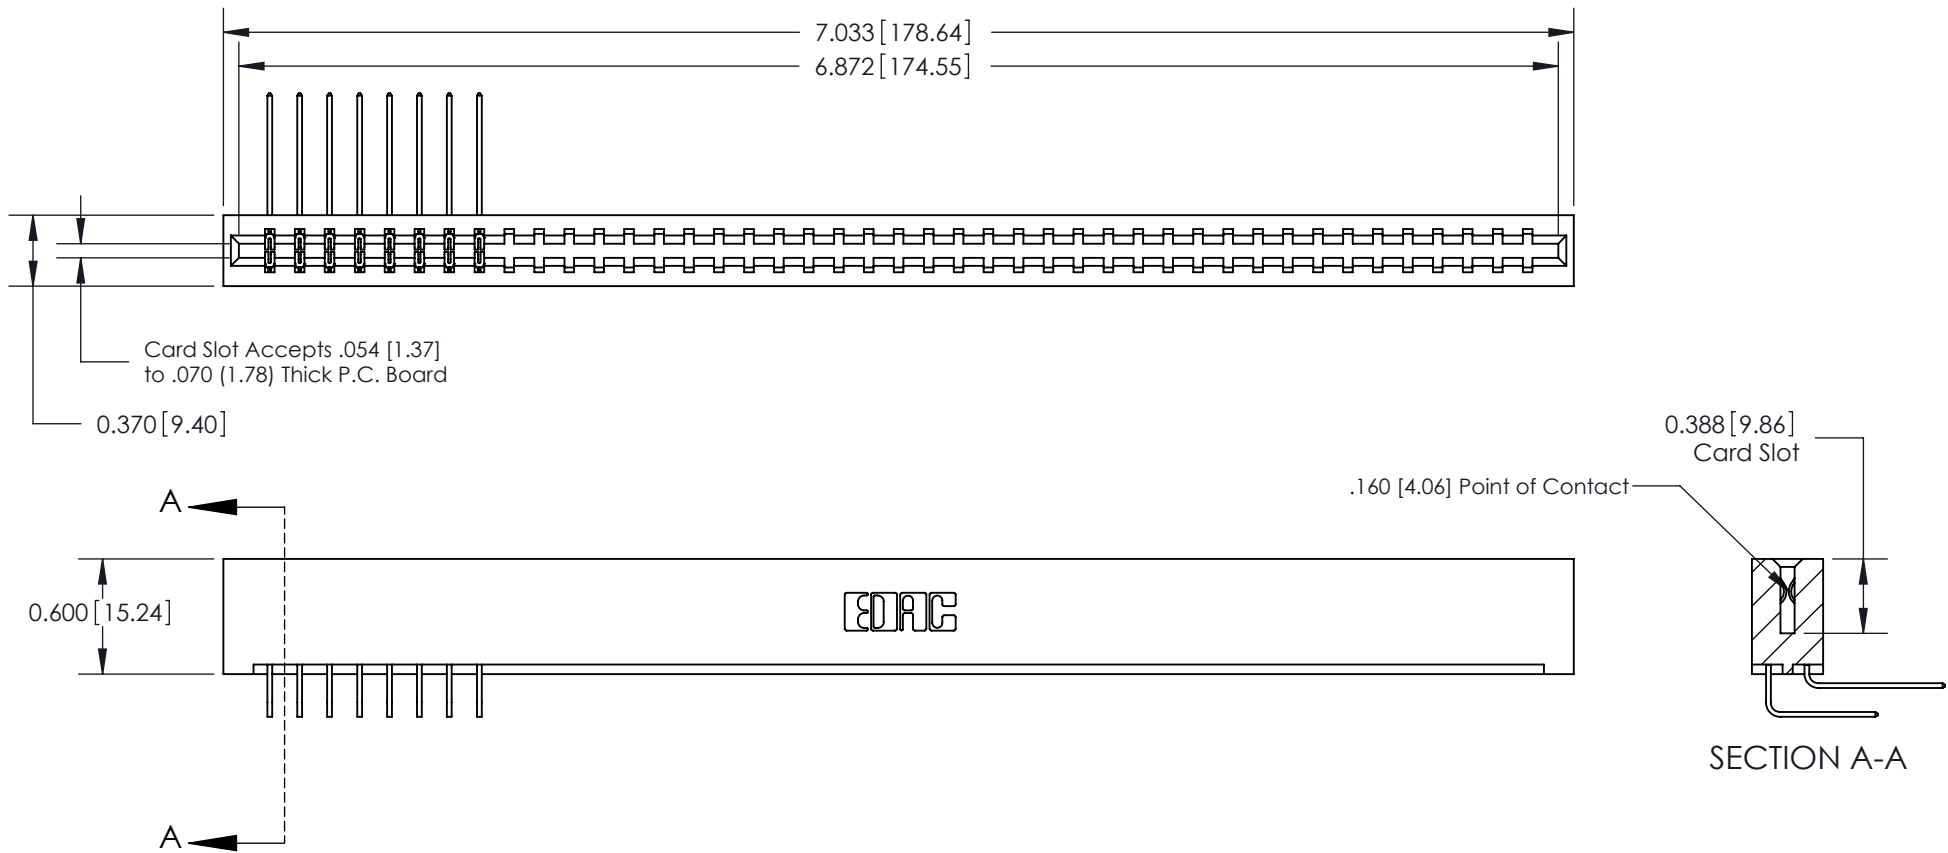 7.033[178.64]
6.872[174.55]
Card Slot Accepts .054 [1.37]
to .070 (1.78) Thick P.C. Board
0.370[9.40]
0.388[9.86]
Card Slot
.160 [4.06] Point of Contact
A
0.600[15.24]
EDAC
SECTION A-A
A